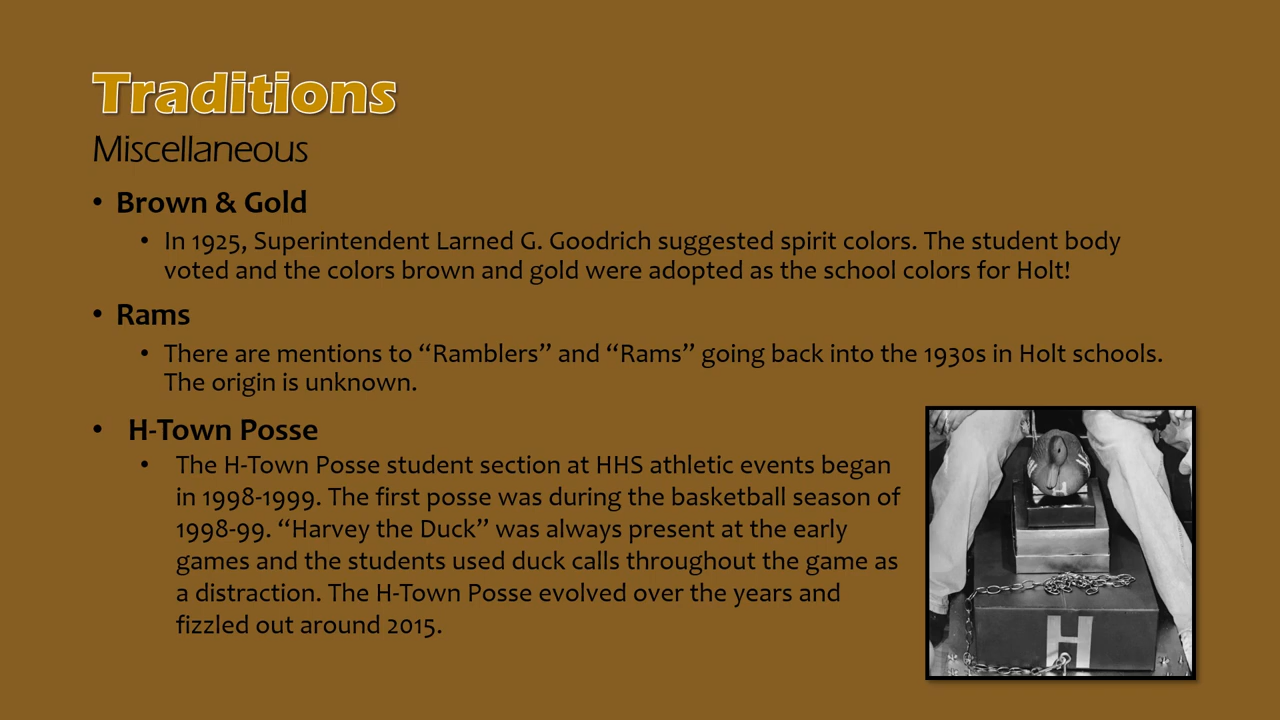 Traditions
Miscellaneous
• Brown & Gold
• In 1925, Superintendent Larned G. Goodrich suggested spirit colors. The student body
voted and the colors brown and gold were adopted as the school colors for Holt!
• Rams
• There are mentions to “Ramblers” and “Rams” going back into the 1930s in Holt schools.
The origin is unknown.
• H-Town Posse
• The H-Town Posse student section at HHS athletic events began
in 1998-1999. The first posse was during the basketball season of
1998-99. “Harvey the Duck” was always present at the early
games and the students used duck calls throughout the game as
a distraction. The H-Town Posse evolved over the years and
fizzled out around 2015.
H
H